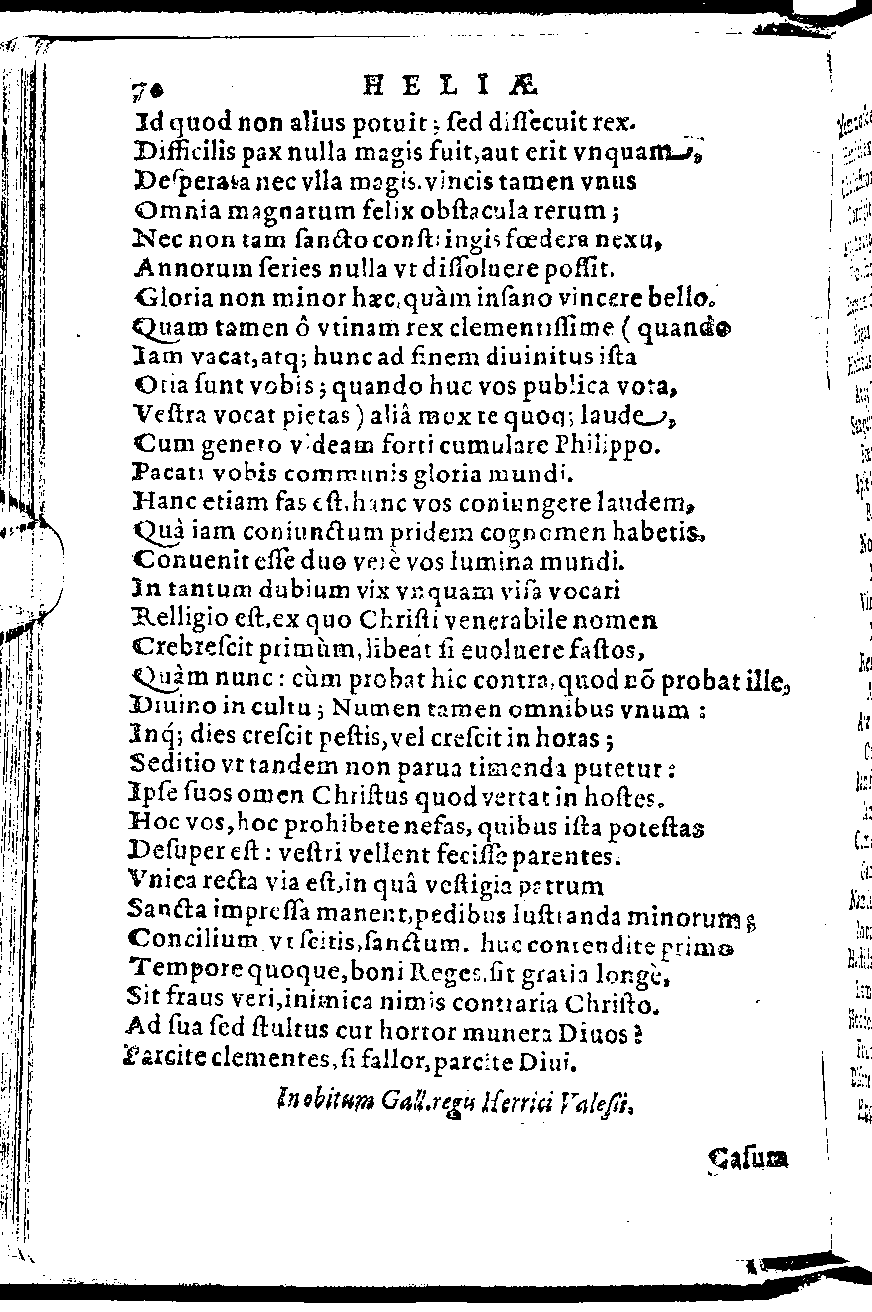 70 HELIÆ
Id quod non alius potuit; ſed diſſecuit rex.
Difficilis pax nulla magis fuit,aut erit vnquam,
Deſperata nec vlla magis.vincis tamen vnus
Omnia magnarum felix obſtacula rerum;
Nec non tam ſancto conſtringis fœdera nexu,
Annorum ſeries nulla vt diſſoluere poſſit.
Gloria non minor hæc,quàm inſano vincere bello.
Quam tamen ô vtinam rex clementiſſime (quando
Iam vacat,atq; hunc ad finem diuinitus iſta
Otia ſunt vobis; quando huc vos publica vota,
Veſtra vocat pietas) aliâ mox te quoq; laude,
Cum genero videam forti cumulare Philippo.
Pacati vobis communis gloria mundi.
Hanc etiam fas eſt,hanc vos coniungere laudem,
Quâ iam coniunctum pridem cognomen habetis.
Conuenit eſſe duo verè vos lumina mundi.
In tantum dubium vix vnquam viſa vocari
Relligio eſt,ex quo Chriſti venerabile nomen
Crebreſcit primùm,libeat ſi euoluere faſtos,
Quàm nunc: cùm probat hic contra,quod nõ probat ille,
Diuino in cultu; Numen tamen omnibus vnum:
Inq́; dies creſcit peſtis,vel creſcit in horas;
Seditio vt tandem non parua timenda putetur:
Ipſe ſuos omen Chriſtus quod vertat in hoſtes.
Hoc vos,hoc prohibete nefas, quibus iſta poteſtas
Deſuper eſt: veſtri vellent feciſſe parentes.
Vnica recta via eſt,in quâ veſtigia patrum
Sancta impreſſa manent,pedibus luſtranda minorum;
Concilium, vt ſcitis,ſanctum. huc contendite primo
Tempore quoque,boni Reges.ſit gratia longè,
Sit fraus veri,inimica nimis contraria Chriſto.
Ad ſua ſed ſtultus cur hortor munera Diuos?
Parcite clementes,ſi fallor,parcite Diui.
In obitum Gall.regis Herrici Valeſii.
Caſura